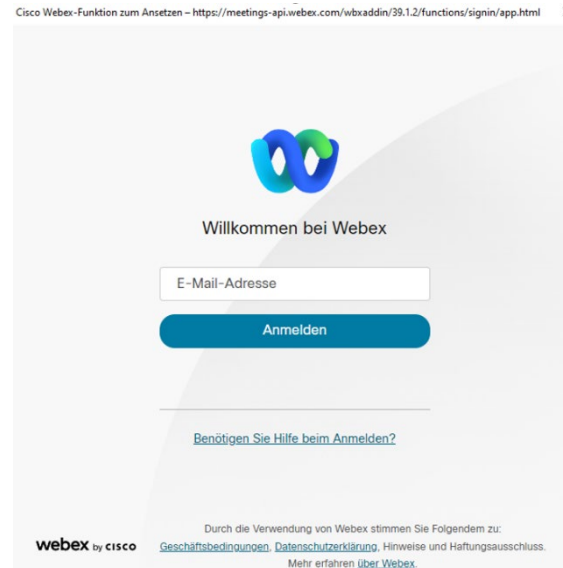 Cisco Webex-Funktion zum Ansetzen – https://meetings-api.webex.com/wbxaddin/39.1.2/functions/signin/app.html
Willkommen bei Webex
E-Mail-Adresse
Anmelden
Benötigen Sie Hilfe beim Anmelden?
Durch die Verwendung von Webex stimmen Sie Folgendem zu:
webex by CISCO Geschäftsbedingungen, Datenschutzerklärung, Hinweise und Haftungsausschluss.
Mehr erfahren über Webex.